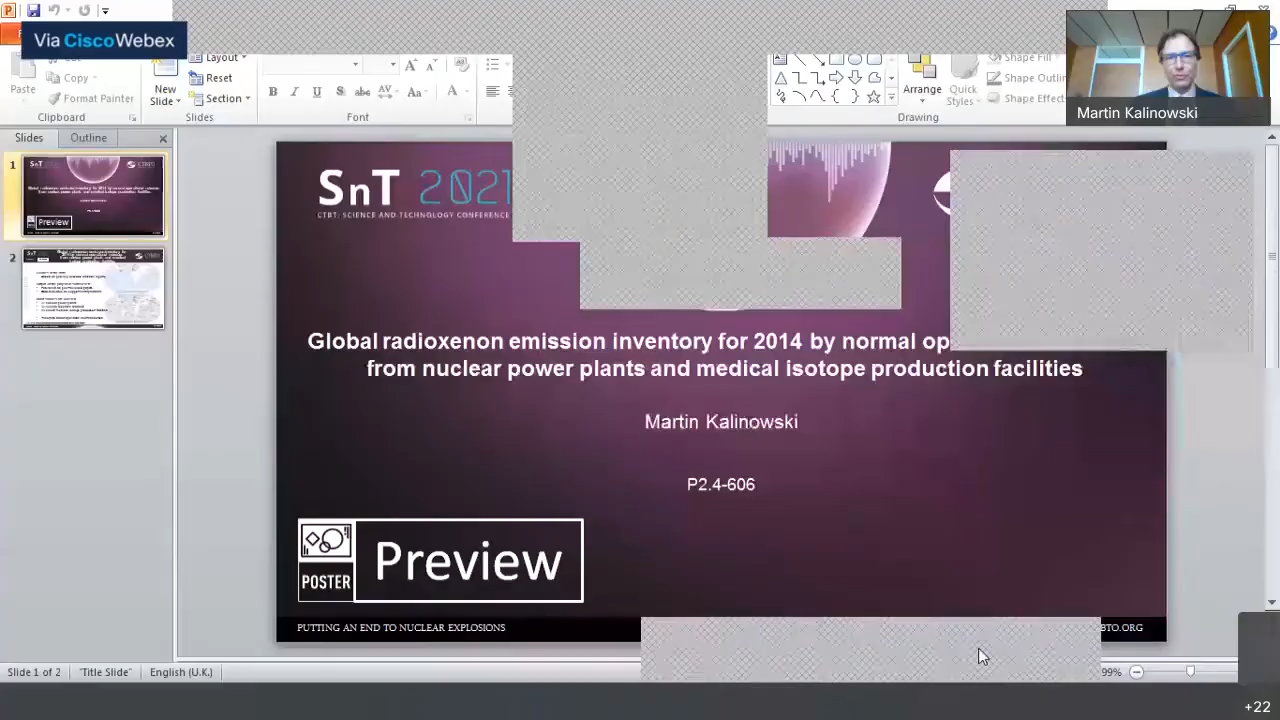 Via CiscoWebex
Layout
Copy
Reset
Shape Fill
Paste
Format Painter
New
Slide
Section
Arrange
Quick
Styles
Shape Outlin
Shape Effect
Clipboard
Slides
Font
Drawing
Martin Kalinowski
Slides
Outline
1
Preview
2
SnT 2021
CTBT: SCIENCE AND TECHNOLOGY CONFERENCE
Global radioxenon emission inventory for 2014 by normal op
from nuclear power plants and medical isotope production facilities
Martin Kalinowski
P2.4-606
POSTER
Preview
PUTTING AN END TO NUCLEAR EXPLOSIONS
BTO.ORG
Slide 1 of 2
"Title Slide"
English (U.K.)
99%
+22